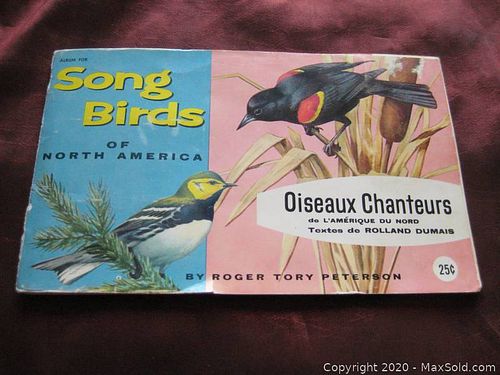 ALBUM FOR
Song
Birds
OF
NORTH AMERICA
Oiseaux Chanteurs
de L'AMÉRIQUE DU NORD
Textes de ROLLAND DUMAIS
25¢
BY ROGER TORY PETERSON
Copyright © 2020 - MaxSold.com